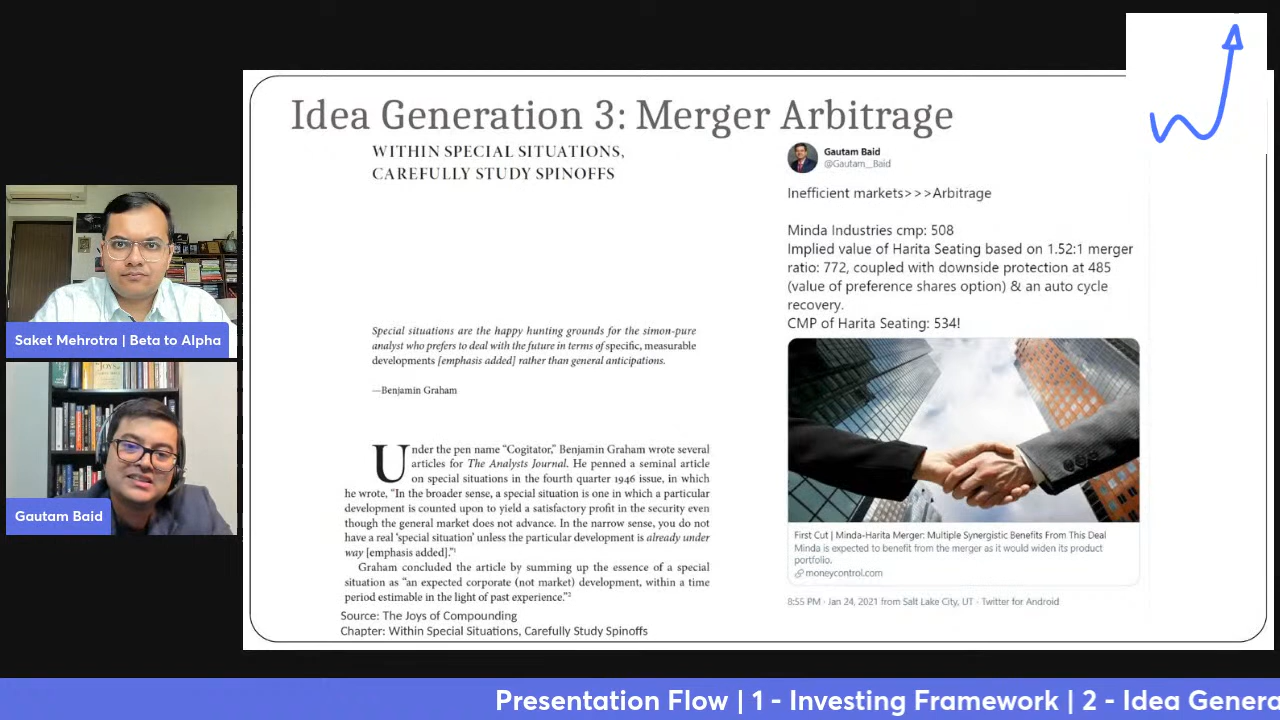 Idea Generation 3: Merger Arbitrage
WITHIN SPECIAL SITUATIONS,
CAREFULLY STUDY SPINOFFS
Special situations are the happy hunting grounds for the simon-pure
analyst who prefers to deal with the future in terms of specific, measurable
developments [emphasis added] rather than general anticipations.
—Benjamin Graham
Under the pen name “Cogitator,” Benjamin Graham wrote several
articles for The Analysts Journal. He penned a seminal article
on special situations in the fourth quarter 1946 issue, in which
he wrote, “In the broader sense, a special situation is one in which a particular
development is counted upon to yield a satisfactory profit in the security even
though the general market does not advance. In the narrow sense, you do not
have a real ‘special situation’ unless the particular development is already under
way [emphasis added].”1
Graham concluded the article by summing up the essence of a special
situation as “an expected corporate (not market) development, within a time
period estimable in the light of past experience.”2
Source: The Joys of Compounding
Chapter: Within Special Situations, Carefully Study Spinoffs
Gautam Baid
@Gautam__Baid
Inefficient markets>>>Arbitrage
Minda Industries cmp: 508
Implied value of Harita Seating based on 1.52:1 merger
ratio: 772, coupled with downside protection at 485
(value of preference shares option) & an auto cycle
recovery.
CMP of Harita Seating: 534!
First Cut | Minda-Harita Merger: Multiple Synergistic Benefits From This Deal
Minda is expected to benefit from the merger as it would widen its product
portfolio.
moneycontrol.com
8:55 PM · Jan 24, 2021 from Salt Lake City, UT · Twitter for Android
Saket Mehrotra | Beta to Alpha
Gautam Baid
Presentation Flow | 1 - Investing Framework | 2 - Idea Genera